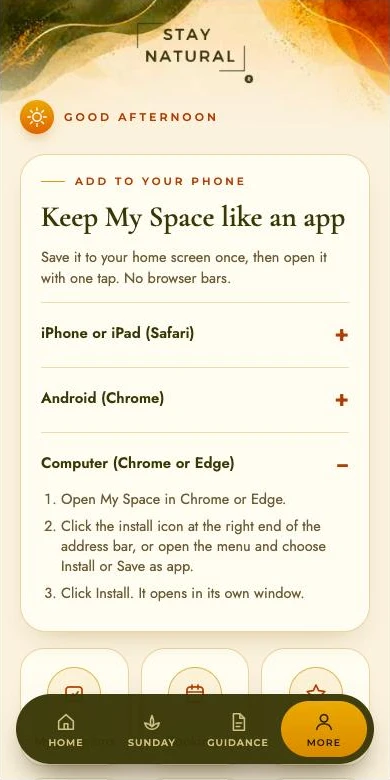 STAY
NATURAL
GOOD AFTERNOON
ADD TO YOUR PHONE
Keep My Space like an app
Save it to your home screen once, then open it
with one tap. No browser bars.
iPhone or iPad (Safari)
+
Android (Chrome)
+
Computer (Chrome or Edge)
−
1. Open My Space in Chrome or Edge.
2. Click the install icon at the right end of the
address bar, or open the menu and choose
Install or Save as app.
3. Click Install. It opens in its own window.
HOME
SUNDAY
GUIDANCE
MORE